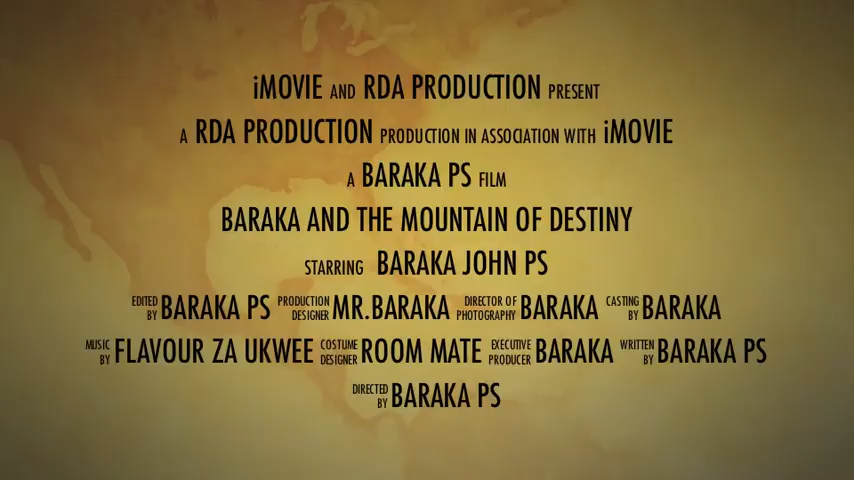 iMOVIE AND RDA PRODUCTION PRESENT
A RDA PRODUCTION PRODUCTION IN ASSOCIATION WITH iMOVIE
A BARAKA PS FILM
BARAKA AND THE MOUNTAIN OF DESTINY
STARRING BARAKA JOHN PS
EDITED BY BARAKA PS PRODUCTION DESIGNER MR.BARAKA DIRECTOR OF PHOTOGRAPHY BARAKA CASTING BY BARAKA
MUSIC BY FLAVOUR ZA UKWEE COSTUME DESIGNER ROOM MATE EXECUTIVE PRODUCER BARAKA WRITTEN BY BARAKA PS
DIRECTED BY BARAKA PS